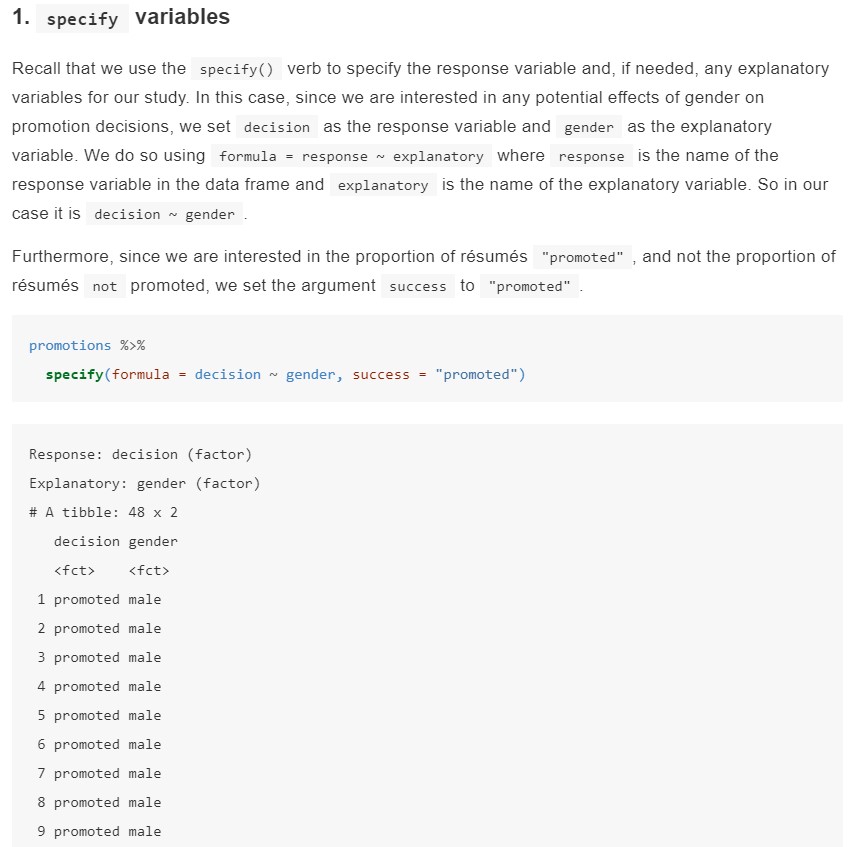 1. specify variables
Recall that we use the specify() verb to specify the response variable and, if needed, any explanatory
variables for our study. In this case, since we are interested in any potential effects of gender on
promotion decisions, we set decision as the response variable and gender as the explanatory
variable. We do so using formula = response ~ explanatory where response is the name of the
response variable in the data frame and explanatory is the name of the explanatory variable. So in our
case it is decision ~ gender .
Furthermore, since we are interested in the proportion of résumés "promoted" , and not the proportion of
résumés not promoted, we set the argument success to "promoted" .
promotions %>%
  specify(formula = decision ~ gender, success = "promoted")
Response: decision (factor)
Explanatory: gender (factor)
# A tibble: 48 x 2
   decision gender
   <fct>    <fct>
 1 promoted male
 2 promoted male
 3 promoted male
 4 promoted male
 5 promoted male
 6 promoted male
 7 promoted male
 8 promoted male
 9 promoted male